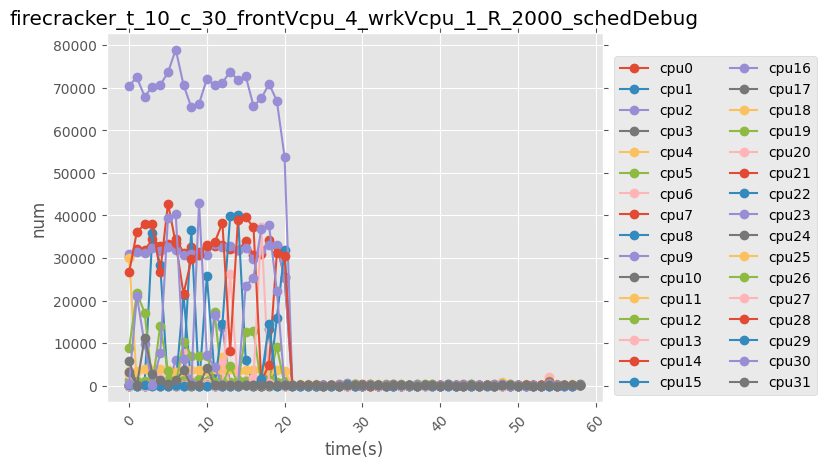 firecracker_t_10_c_30_frontVcpu_4_wrkVcpu_1_R_2000_schedDebug
80000
70000
60000
50000
40000
30000
20000
10000
0
num
0
10
20
30
40
50
60
time(s)
cpu0
cpu1
cpu2
cpu3
cpu4
cpu5
cpu6
cpu7
cpu8
cpu9
cpu10
cpu11
cpu12
cpu13
cpu14
cpu15
cpu16
cpu17
cpu18
cpu19
cpu20
cpu21
cpu22
cpu23
cpu24
cpu25
cpu26
cpu27
cpu28
cpu29
cpu30
cpu31